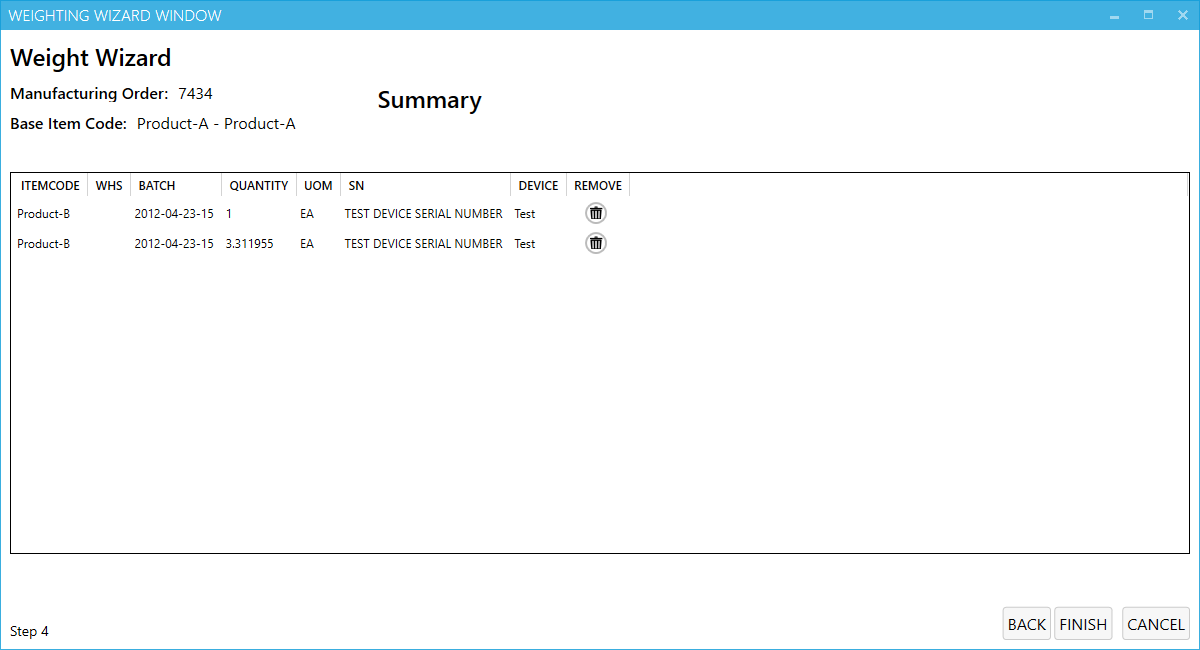 WEIGHTING WIZARD WINDOW
Weight Wizard
Manufacturing Order: 7434
Summary
Base Item Code: Product-A - Product-A
ITEMCODE WHS BATCH QUANTITY UOM SN DEVICE REMOVE
Product-B 2012-04-23-15 1 EA TEST DEVICE SERIAL NUMBER Test
Product-B 2012-04-23-15 3.311955 EA TEST DEVICE SERIAL NUMBER Test
Step 4 BACK FINISH CANCEL